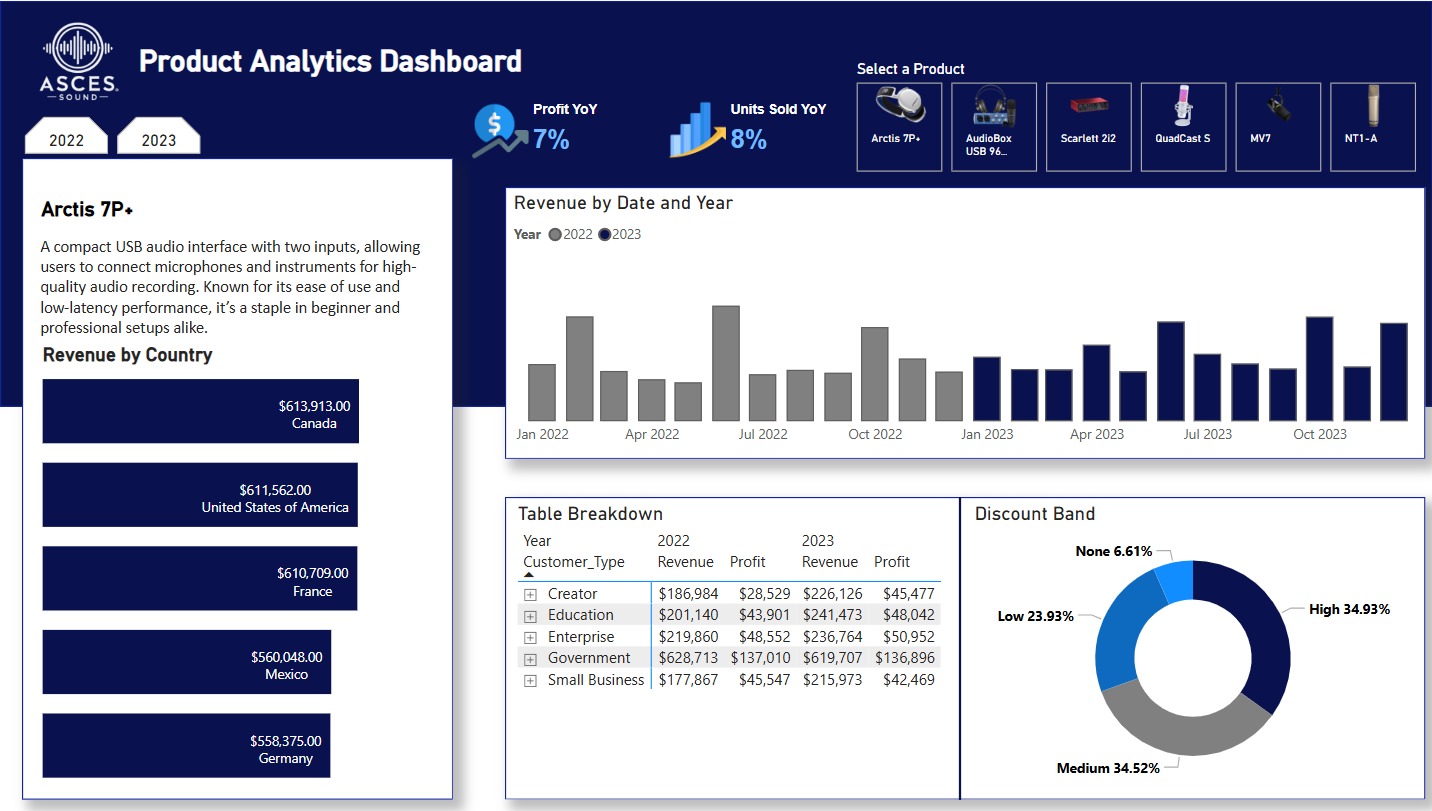 ASCES
SOUND
Product Analytics Dashboard
2022
2023
Profit YoY
7%
Units Sold YoY
8%
Select a Product
Arctis 7P+
AudioBox
USB 96...
Scarlett 2i2
QuadCast S
MV7
NT1-A
Arctis 7P+
A compact USB audio interface with two inputs, allowing
users to connect microphones and instruments for high-
quality audio recording. Known for its ease of use and
low-latency performance, it's a staple in beginner and
professional setups alike.
Revenue by Country
$613,913.00
Canada
$611,562.00
United States of America
$610,709.00
France
$560,048.00
Mexico
$558,375.00
Germany
Revenue by Date and Year
Year 2022 2023
Jan 2022 Apr 2022 Jul 2022 Oct 2022 Jan 2023 Apr 2023 Jul 2023 Oct 2023
Table Breakdown
Year 2022 2023
Customer_Type Revenue Profit Revenue Profit
Creator $186,984 $28,529 $226,126 $45,477
Education $201,140 $43,901 $241,473 $48,042
Enterprise $219,860 $48,552 $236,764 $50,952
Government $628,713 $137,010 $619,707 $136,896
Small Business $177,867 $45,547 $215,973 $42,469
Discount Band
None 6.61%
Low 23.93%
High 34.93%
Medium 34.52%